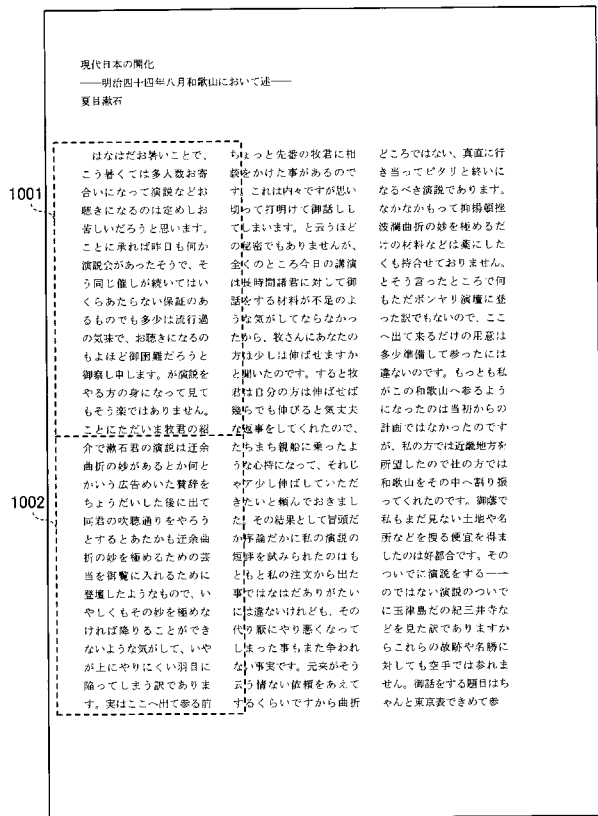 現代日本の開化
――明治四十四年八月和歌山において述――
夏目漱石
1001
はなはだお暑いことで、
こう暑くては多人数お寄
合いになって演説などお
聴きになるのは定めしお
苦しいだろうと思います。
ことに承れば昨日も何か
演説会があったそうで、そ
う同じ催しが続いてはい
くらあたらない保証のあ
るものでも多少は流行過
の気味で、お聴きになるの
もよほど御困難だろうと
御察し申します。が演説を
やる方の身になって見て
もそう楽ではありません。
ことにただいま牧君の紹
1002
介で漱石君の演説は迂余
曲折の妙があるとか何と
かいう広告めいた賛辞を
ちょうだいした後に出て
同君の吹聴通りをやろう
とするとあたかも迂余曲
折の妙を極めるための芸
当を御覧に入れるために
登壇したようなもので、い
やしくもその妙を極めな
ければ降りることができ
ないような気がして、いや
が上にやりにくい羽目に
陥ってしまう訳でありま
す。実はここへ出て参る前
ちょっと先番の牧君に相
談をかけた事があるので
す。これは内々ですが思い
切って打明けて御話しし
てしまいます。と云うほど
の秘密でもありませんが、
全くのところ今日の講演
は長時間諸君に対して御
話をする材料が不足のよ
うな気がしてならなかっ
たから、牧さんにあなたの
方は少しは伸ばせますか
と聞いたのです。すると牧
君は自分の方は伸ばせば
幾らでも伸びると気丈夫
な返事をしてくれたので、
たちまち親船に乗ったよ
うな心持になって、それじ
ゃア少し伸ばしていただ
きたいと頼んでおきまし
た。その結果として冒頭だ
か序論だかに私の演説の
短評を試みられたのはも
ともと私の注文から出た
事ではなはだありがたい
には違ないけれども、その
代り厭にやり悪くなって
しまった事もまた争われ
ない事実です。元来がそう
云う情ない依頼をあえて
するくらいですから曲折
どころではない、真直に行
き当ってピタリと終いに
なるべき演説であります。
なかなかもって抑揚頓挫
波瀾曲折の妙を極めるだ
けの材料などは薬にした
くも持合せておりません。
とそう言ったところで何
もただボンヤリ演壇に登
った訳でもないので、ここ
へ出て来るだけの用意は
多少準備して参ったには
違ないのです。もっとも私
がこの和歌山へ参るよう
になったのは当初からの
計画ではなかったのです
が、私の方では近畿地方を
所望したので社の方では
和歌山をその中へ割り振
ってくれたのです。御蔭で
私もまだ見ない土地や名
所などを捜る便宜を得ま
したのは好都合です。その
ついでに演説をする――
のではない演説のついで
に玉津島だの紀三井寺な
どを見た訳でありますか
らこれらの故跡や名勝に
対しても空手では参れま
せん。御話をする題目はち
ゃんと東京表できめて参